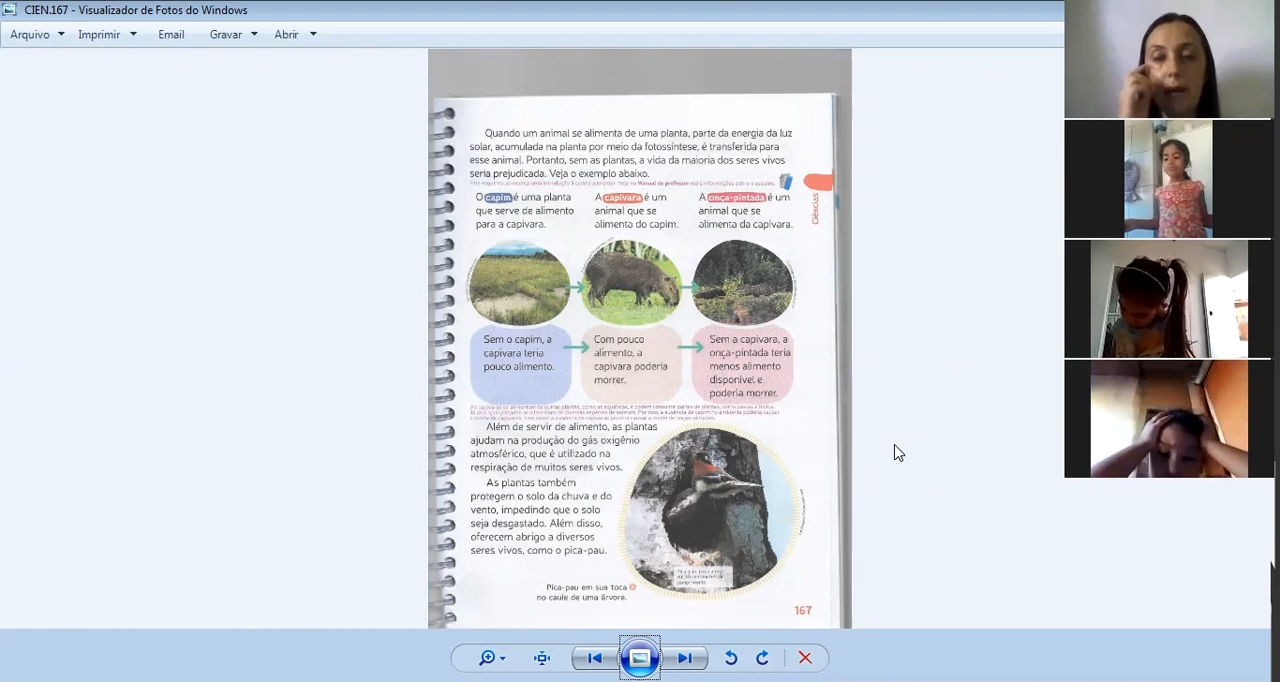 CIEN.167 - Visualizador de Fotos do Windows
Arquivo Imprimir Email Gravar Abrir
Quando um animal se alimenta de uma planta, parte da energia da luz
solar, acumulada na planta por meio da fotossíntese, é transferida para
esse animal. Portanto, sem as plantas, a vida da maioria dos seres vivos
seria prejudicada. Veja o exemplo abaixo.
Ciências
O capim é uma planta
que serve de alimento
para a capivara.
A capivara é um
animal que se
alimenta do capim.
A onça-pintada é um
animal que se
alimenta da capivara.
Sem o capim, a
capivara teria
pouco alimento.
Com pouco
alimento, a
capivara poderia
morrer.
Sem a capivara, a
onça-pintada teria
menos alimento
disponível e
poderia morrer.
Além de servir de alimento, as plantas
ajudam na produção do gás oxigênio
atmosférico, que é utilizado na
respiração de muitos seres vivos.
As plantas também
protegem o solo da chuva e do
vento, impedindo que o solo
seja desgastado. Além disso,
oferecem abrigo a diversos
seres vivos, como o pica-pau.
Pica-pau em sua toca
no caule de uma árvore.
167